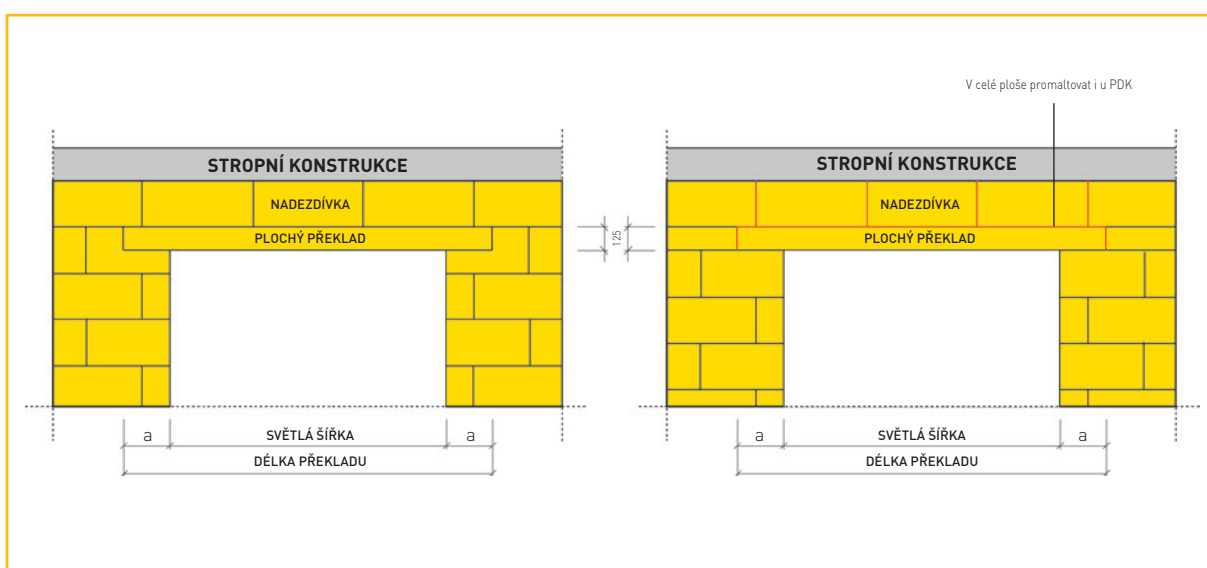 V celé ploše promaltovat i u PDK
STROPNÍ KONSTRUKCE
NADEZDÍVKA
PLOCHÝ PŘEKLAD
a
SVĚTLÁ ŠÍŘKA
a
DÉLKA PŘEKLADU
125
STROPNÍ KONSTRUKCE
NADEZDÍVKA
PLOCHÝ PŘEKLAD
a
SVĚTLÁ ŠÍŘKA
a
DÉLKA PŘEKLADU